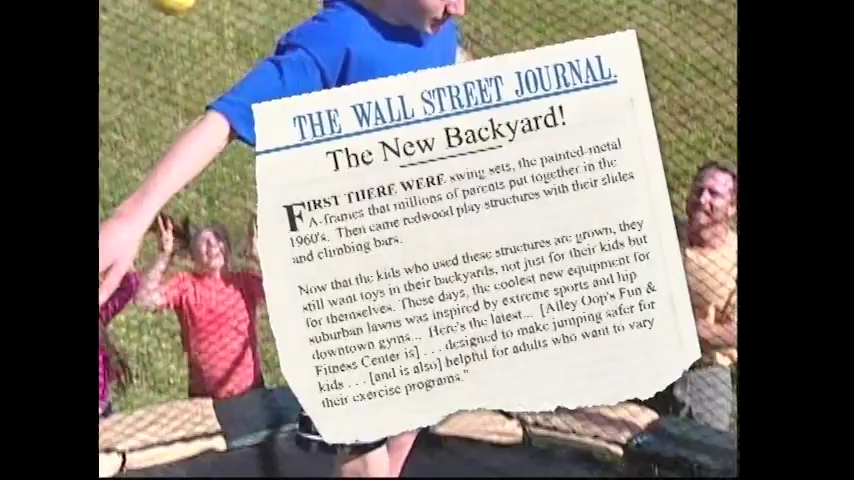 THE WALL STREET JOURNAL.
The New Backyard!
FIRST THERE WERE swing sets, the painted-metal
A-frames that millions of parents put together in the
1960's. Then came redwood play structures with their slides
and climbing bars.
Now that the kids who used these structures are grown, they
still want toys in their backyards, not just for their kids but
for themselves. These days, the coolest new equipment for
suburban lawns was inspired by extreme sports and hip
downtown gyms... Here's the latest... [Alley Oop's Fun &
Fitness Center is] . . . designed to make jumping safer for
kids . . . [and is also] helpful for adults who want to vary
their exercise programs."